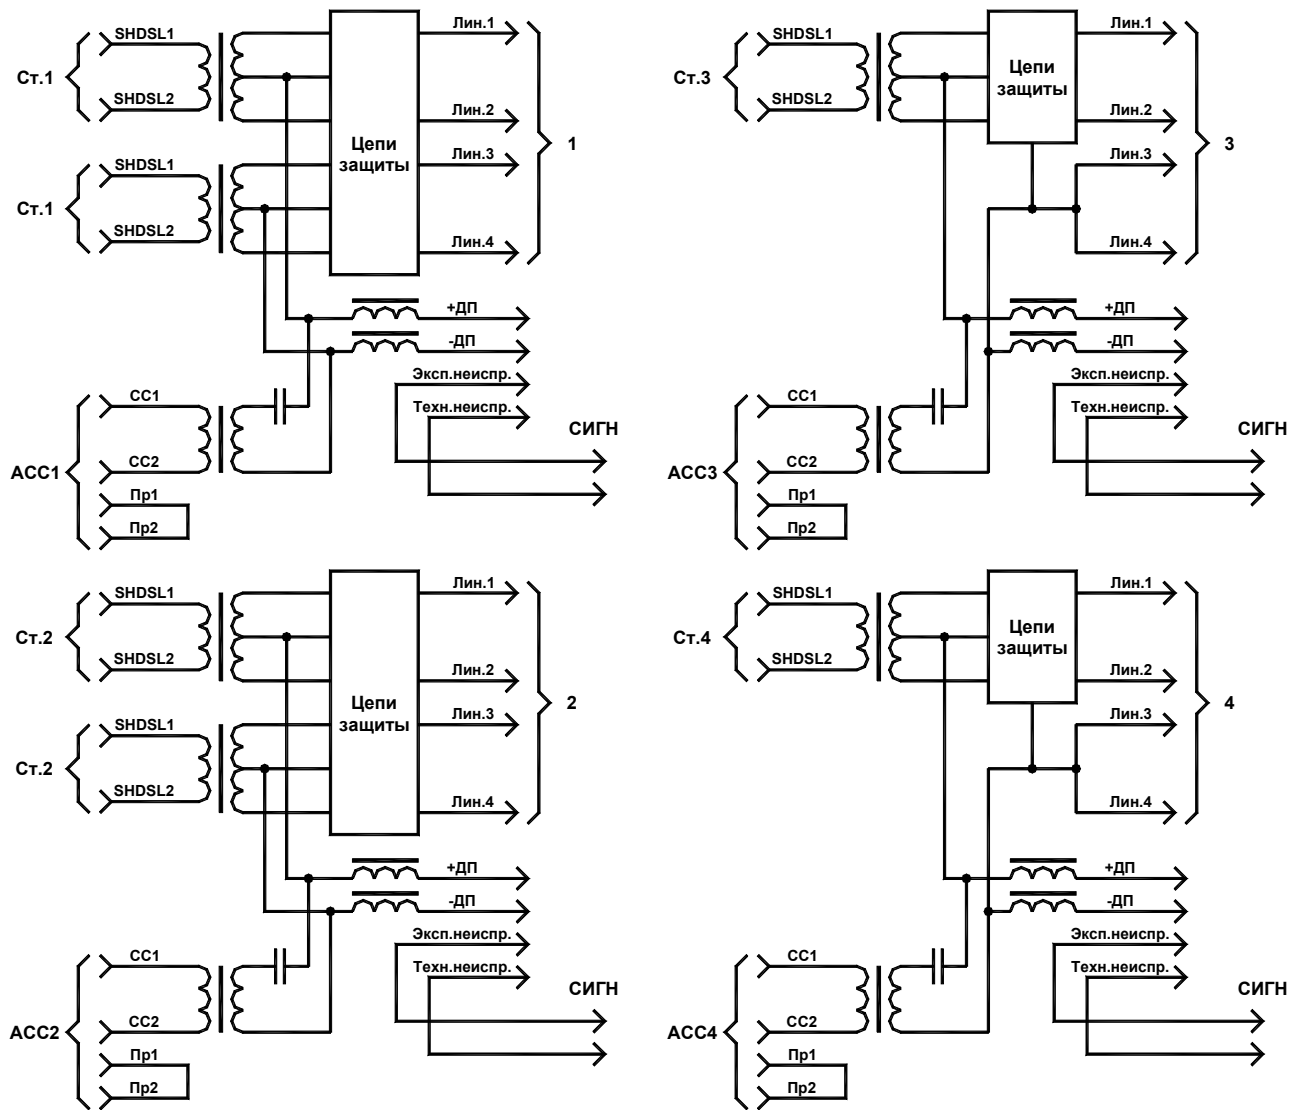 SHDSL1
Ст.1
SHDSL2
SHDSL1
Ст.1
SHDSL2
Цепи
защиты
Лин.1
Лин.2
Лин.3
Лин.4
1
+ДП
-ДП
Эксп.неиспр.
Техн.неиспр.
СИГН
CC1
АСС1
CC2
Пр1
Пр2
SHDSL1
Ст.3
SHDSL2
Цепи
защиты
Лин.1
Лин.2
Лин.3
Лин.4
3
+ДП
-ДП
Эксп.неиспр.
Техн.неиспр.
СИГН
CC1
АСС3
CC2
Пр1
Пр2
SHDSL1
Ст.2
SHDSL2
SHDSL1
Ст.2
SHDSL2
Цепи
защиты
Лин.1
Лин.2
Лин.3
Лин.4
2
+ДП
-ДП
Эксп.неиспр.
Техн.неиспр.
СИГН
CC1
АСС2
CC2
Пр1
Пр2
SHDSL1
Ст.4
SHDSL2
Цепи
защиты
Лин.1
Лин.2
Лин.3
Лин.4
4
+ДП
-ДП
Эксп.неиспр.
Техн.неиспр.
СИГН
CC1
АСС4
CC2
Пр1
Пр2